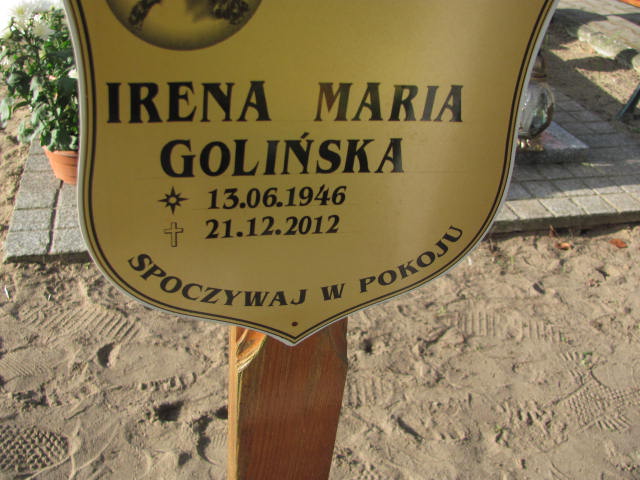 IRENA MARIA
GOLIŃSKA
13.06.1946
21.12.2012
SPOCZYWAJ W POKOJU